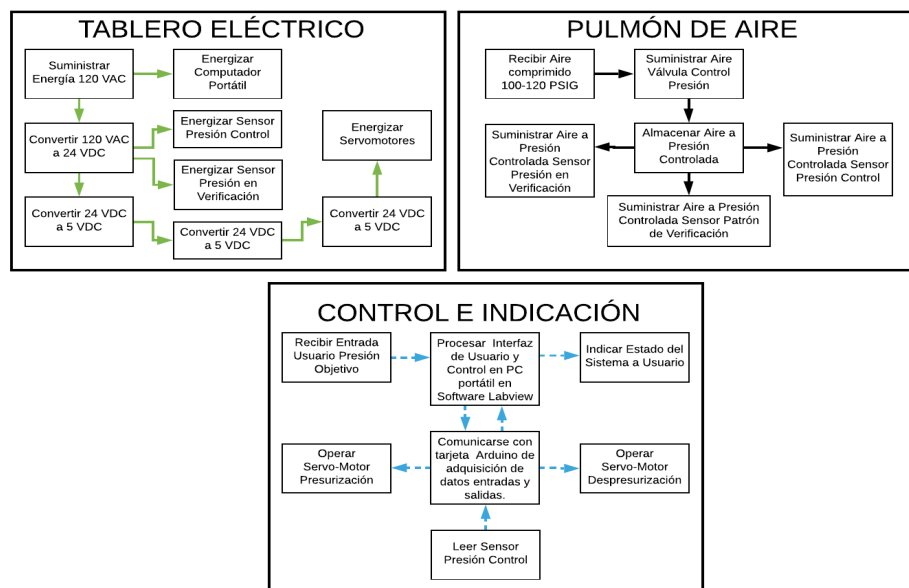 TABLERO ELÉCTRICO
Suministrar
Energía 120 VAC
Energizar
Computador
Portátil
Convertir 120 VAC
a 24 VDC
Energizar Sensor
Presión Control
Energizar
Servomotores
Energizar Sensor
Presión en
Verificación
Convertir 24 VDC
a 5 VDC
Convertir 24 VDC
a 5 VDC
Convertir 24 VDC
a 5 VDC
PULMÓN DE AIRE
Recibir Aire
comprimido
100-120 PSIG
Suministrar Aire
Válvula Control
Presión
Suministrar Aire a
Presión
Controlada Sensor
Presión en
Verificación
Almacenar Aire a
Presión
Controlada
Suministrar Aire a
Presión
Controlada Sensor
Presión Control
Suministrar Aire a Presión
Controlada Sensor Patrón
de Verificación
CONTROL E INDICACIÓN
Recibir Entrada
Usuario Presión
Objetivo
Procesar Interfaz
de Usuario y
Control en PC
portátil en
Software Labview
Indicar Estado del
Sistema a Usuario
Operar
Servo-Motor
Presurización
Comunicarse con
tarjeta Arduino de
adquisición de
datos entradas y
salidas.
Operar
Servo-Motor
Despresurización
Leer Sensor
Presión Control